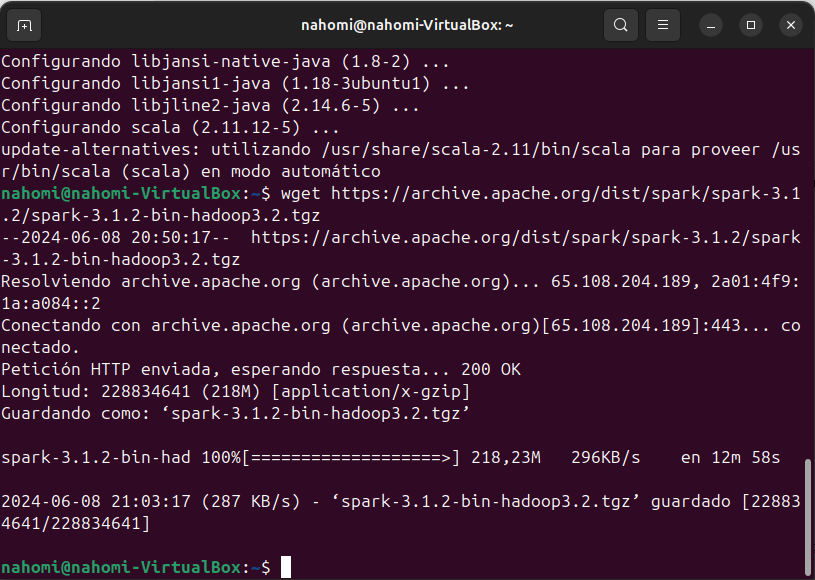 nahomi@nahomi-VirtualBox: ~
Configurando libjansi-native-java (1.8-2) ...
Configurando libjansi1-java (1.18-3ubuntu1) ...
Configurando libjline2-java (2.14.6-5) ...
Configurando scala (2.11.12-5) ...
update-alternatives: utilizando /usr/share/scala-2.11/bin/scala para proveer /us
r/bin/scala (scala) en modo automático
nahomi@nahomi-VirtualBox:~$ wget https://archive.apache.org/dist/spark/spark-3.1
.2/spark-3.1.2-bin-hadoop3.2.tgz
--2024-06-08 20:50:17--  https://archive.apache.org/dist/spark/spark-3.1.2/spark
-3.1.2-bin-hadoop3.2.tgz
Resolviendo archive.apache.org (archive.apache.org)... 65.108.204.189, 2a01:4f9:
1a:a084::2
Conectando con archive.apache.org (archive.apache.org)[65.108.204.189]:443... co
nectado.
Petición HTTP enviada, esperando respuesta... 200 OK
Longitud: 228834641 (218M) [application/x-gzip]
Guardando como: ‘spark-3.1.2-bin-hadoop3.2.tgz’
spark-3.1.2-bin-had 100%[===================>] 218,23M   296KB/s    en 12m 58s
2024-06-08 21:03:17 (287 KB/s) - ‘spark-3.1.2-bin-hadoop3.2.tgz’ guardado [22883
4641/228834641]
nahomi@nahomi-VirtualBox:~$